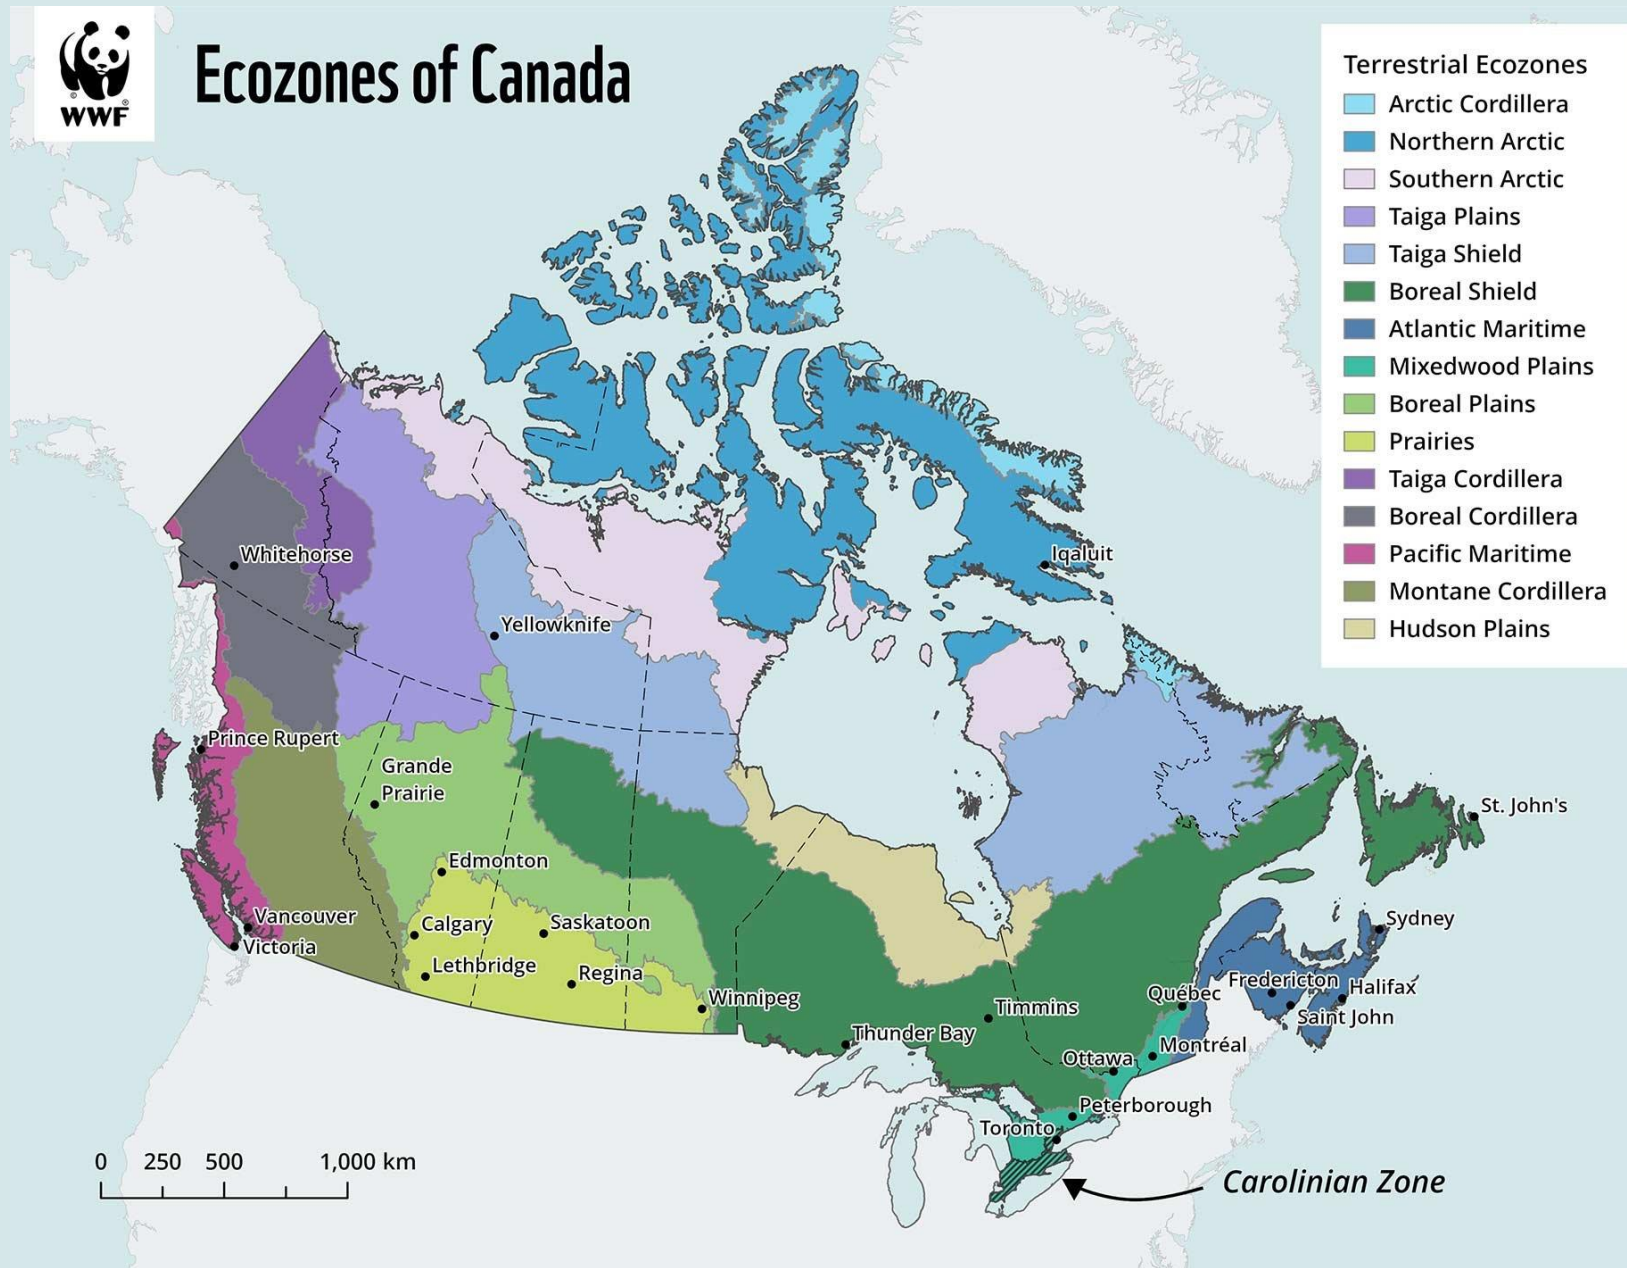 WWF
Ecozones of Canada
Terrestrial Ecozones
Arctic Cordillera
Northern Arctic
Southern Arctic
Taiga Plains
Taiga Shield
Boreal Shield
Atlantic Maritime
Mixedwood Plains
Boreal Plains
Prairies
Taiga Cordillera
Boreal Cordillera
Pacific Maritime
Montane Cordillera
Hudson Plains
Whitehorse
Iqaluit
Yellowknife
Prince Rupert
Grande
Prairie
St. John's
Edmonton
Vancouver
Calgary
Saskatoon
Sydney
Victoria
Lethbridge
Regina
Fredericton
Halifax
Winnipeg
Québec
Timmins
Saint John
Thunder Bay
Montréal
Ottawa
Peterborough
Toronto
0 250 500 1,000 km
Carolinian Zone